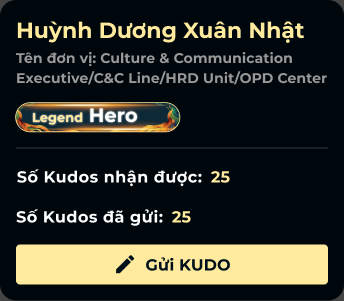 Huỳnh Dương Xuân Nhật
Tên đơn vị: Culture & Communication
Executive/C&C Line/HRD Unit/OPD Center
Legend Hero
Số Kudos nhận được: 25
Số Kudos đã gửi: 25
Gửi KUDO